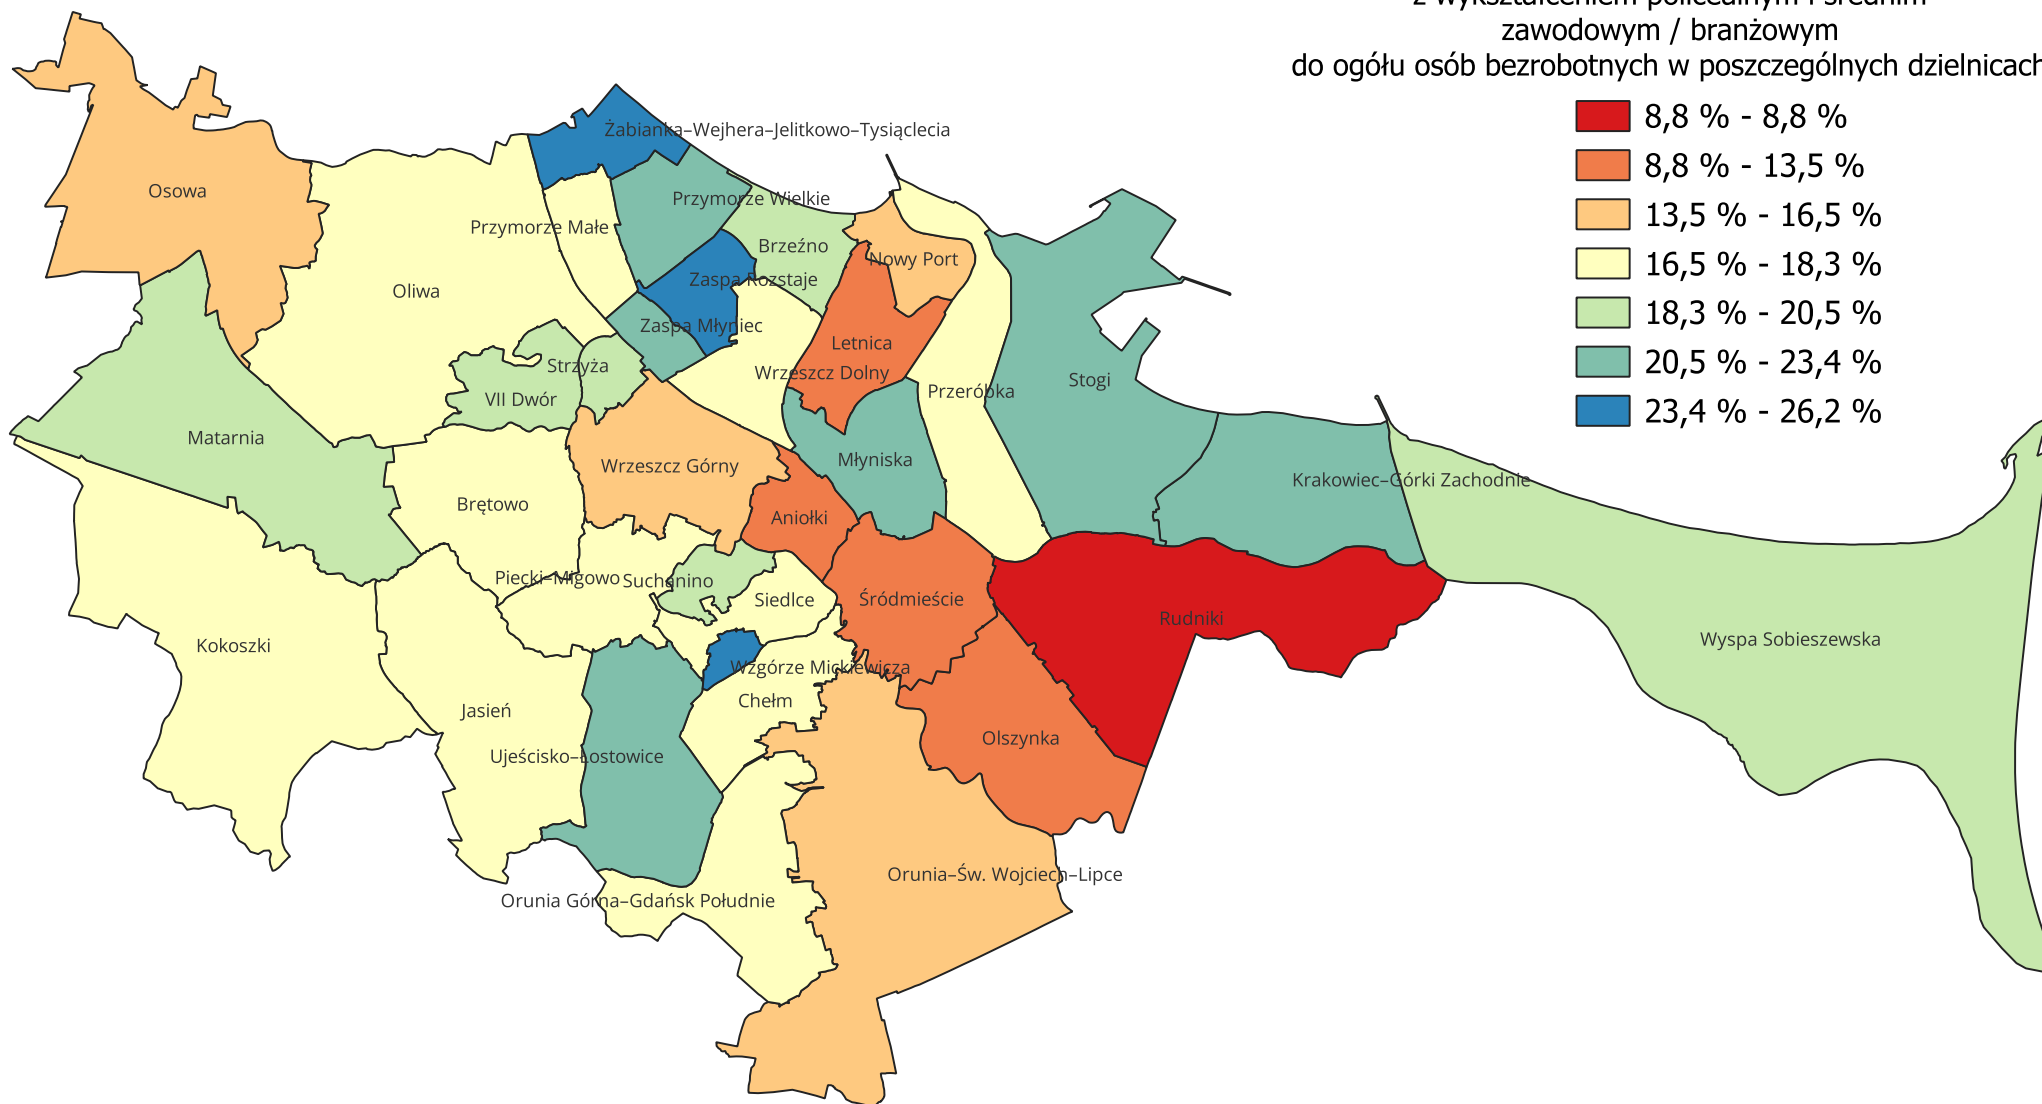 z wykształceniem policealnym i średnim
zawodowym / branżowym
do ogółu osób bezrobotnych w poszczególnych dzielnicach
8,8 % - 8,8 %
8,8 % - 13,5 %
13,5 % - 16,5 %
16,5 % - 18,3 %
18,3 % - 20,5 %
20,5 % - 23,4 %
23,4 % - 26,2 %
Żabianka–Wejhera–Jelitkowo–Tysiąclecia
Osowa
Przymorze Wielkie
Przymorze Małe
Brzeźno
Nowy Port
Oliwa
Zaspa Rozstaje
Zaspa Młyniec
Letnica
Strzyża
Wrzeszcz Dolny
Stogi
Przeróbka
VII Dwór
Matarnia
Młyniska
Wrzeszcz Górny
Krakowiec–Górki Zachodnie
Brętowo
Aniołki
Piecki–Migowo
Suchanino
Siedlce
Śródmieście
Rudniki
Wyspa Sobieszewska
Kokoszki
Wzgórze Mickiewicza
Chełm
Jasień
Olszynka
Ujeścisko–Łostowice
Orunia–Św. Wojciech–Lipce
Orunia Górna–Gdańsk Południe